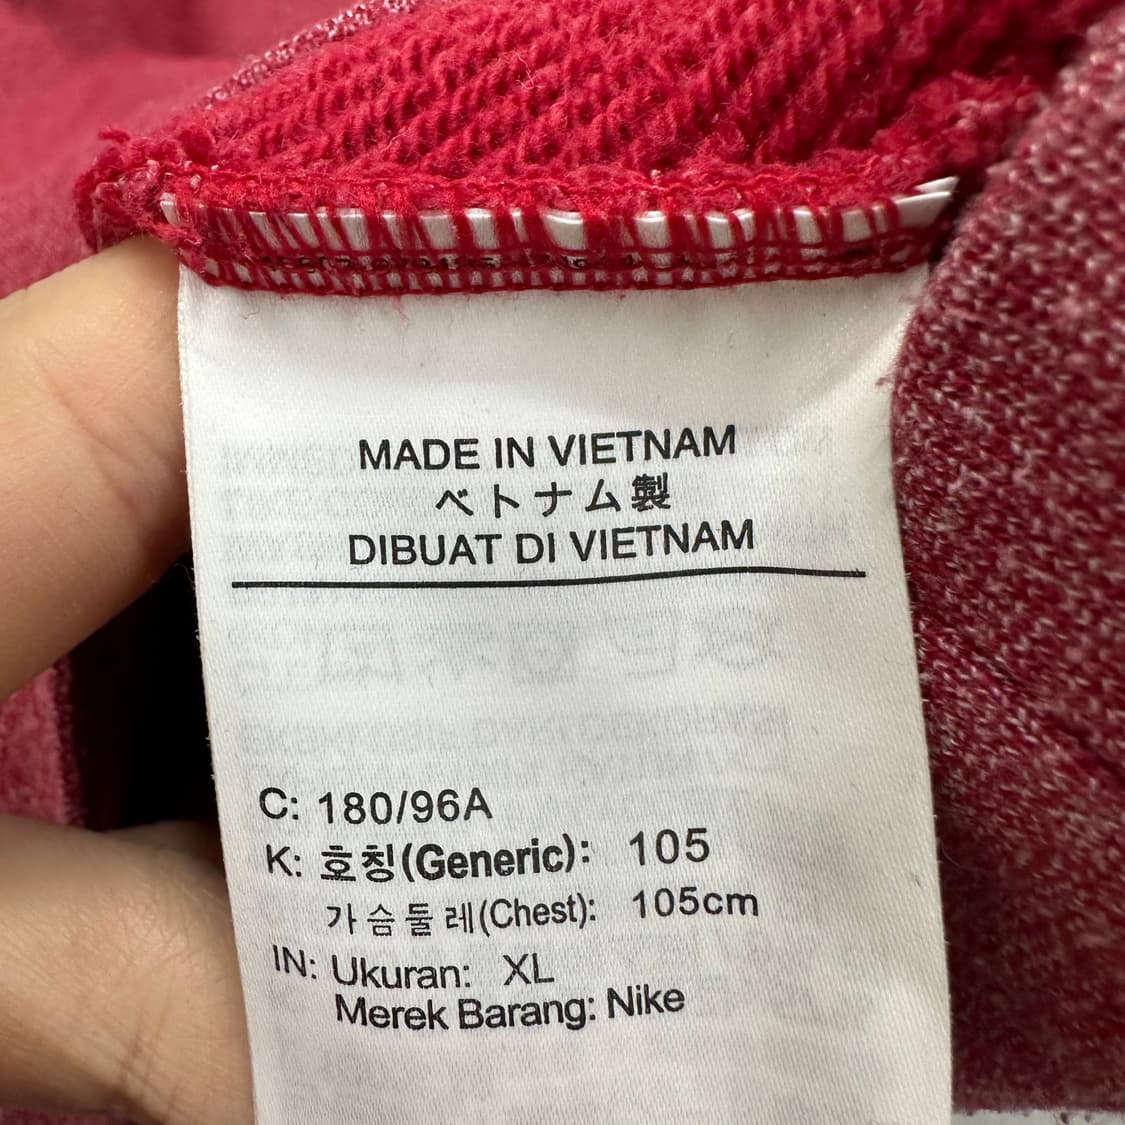 MADE IN VIETNAM
ベトナム製
DIBUAT DI VIETNAM
C: 180/96A
K: 호칭(Generic): 105
가슴둘레(Chest): 105cm
IN: Ukuran: XL
Merek Barang: Nike